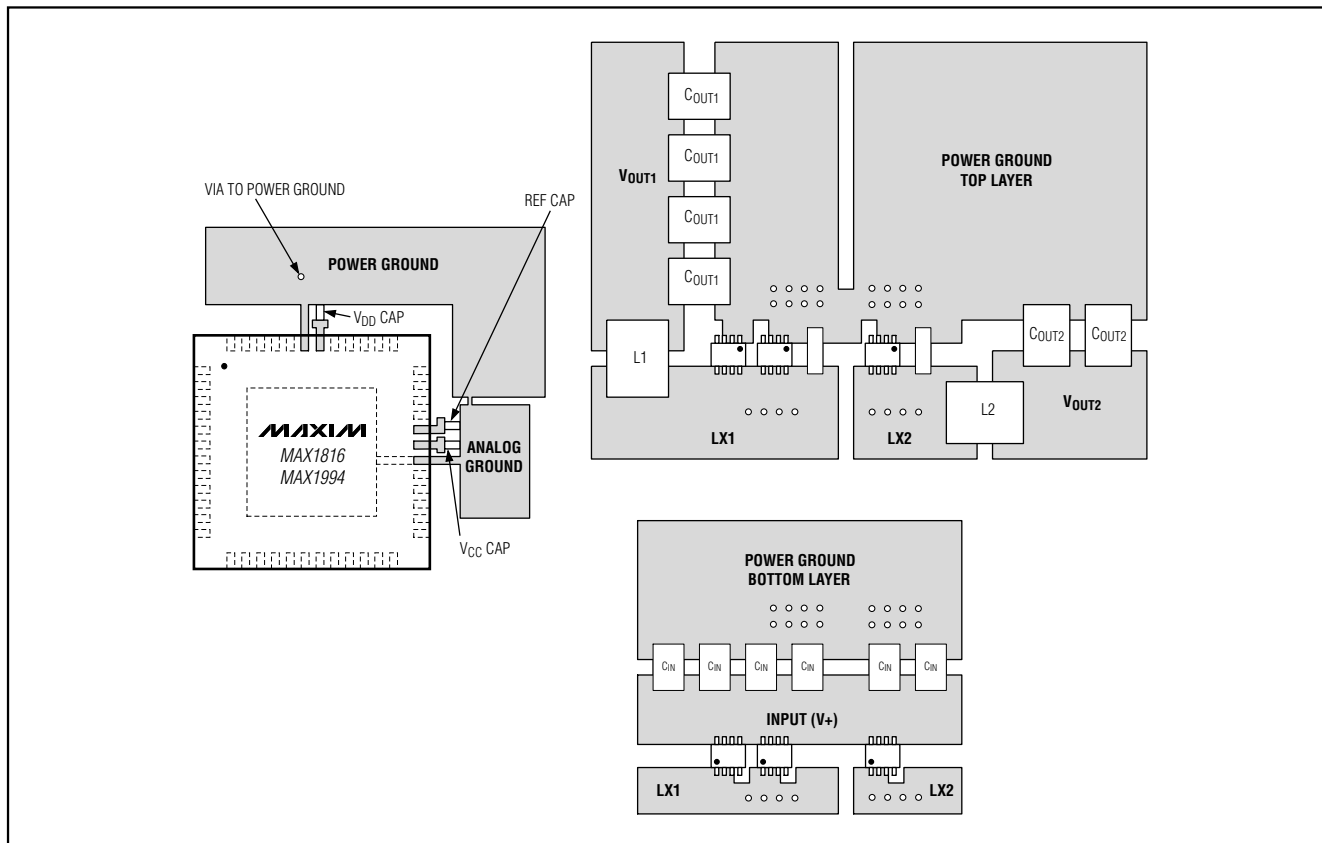 VIA TO POWER GROUND
REF CAP
POWER GROUND
VDD CAP
MAXIM
MAX1816
MAX1994
ANALOG
GROUND
VCC CAP
COUT1
COUT1
COUT1
COUT1
VOUT1
POWER GROUND
TOP LAYER
L1
COUT2
COUT2
L2
VOUT2
LX1
LX2
POWER GROUND
BOTTOM LAYER
CIN
CIN
CIN
CIN
CIN
CIN
INPUT (V+)
LX1
LX2